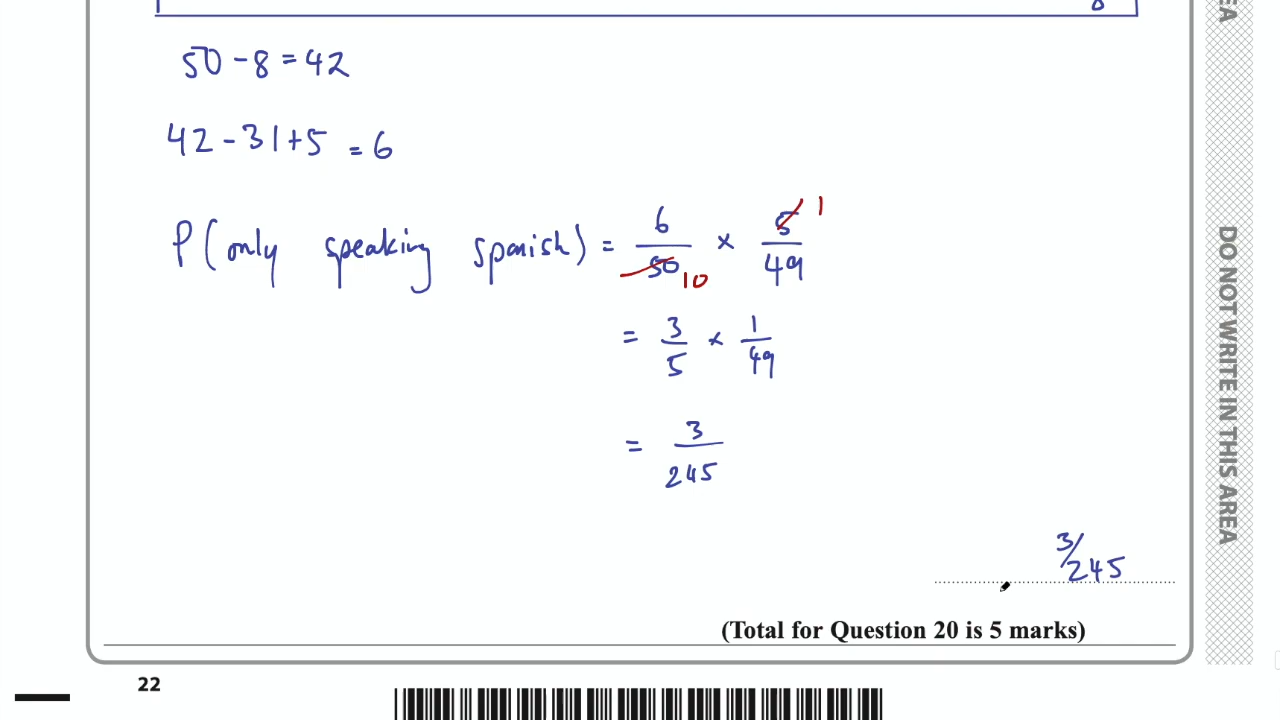 8
50 - 8 = 42
42 - 31 + 5 = 6
P(only speaking spanish) = 6/50 10 × 5/49 1
= 3/5 × 1/49
= 3/245
3/245
(Total for Question 20 is 5 marks)
22
EA
DO NOT WRITE IN THIS AREA